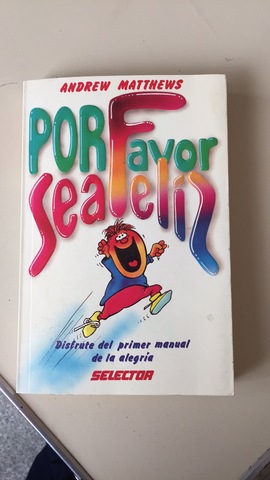 ANDREW MATTHEWS
POR Favor
Sea Feliz
Disfrute del primer manual
de la alegría
SELECTOR